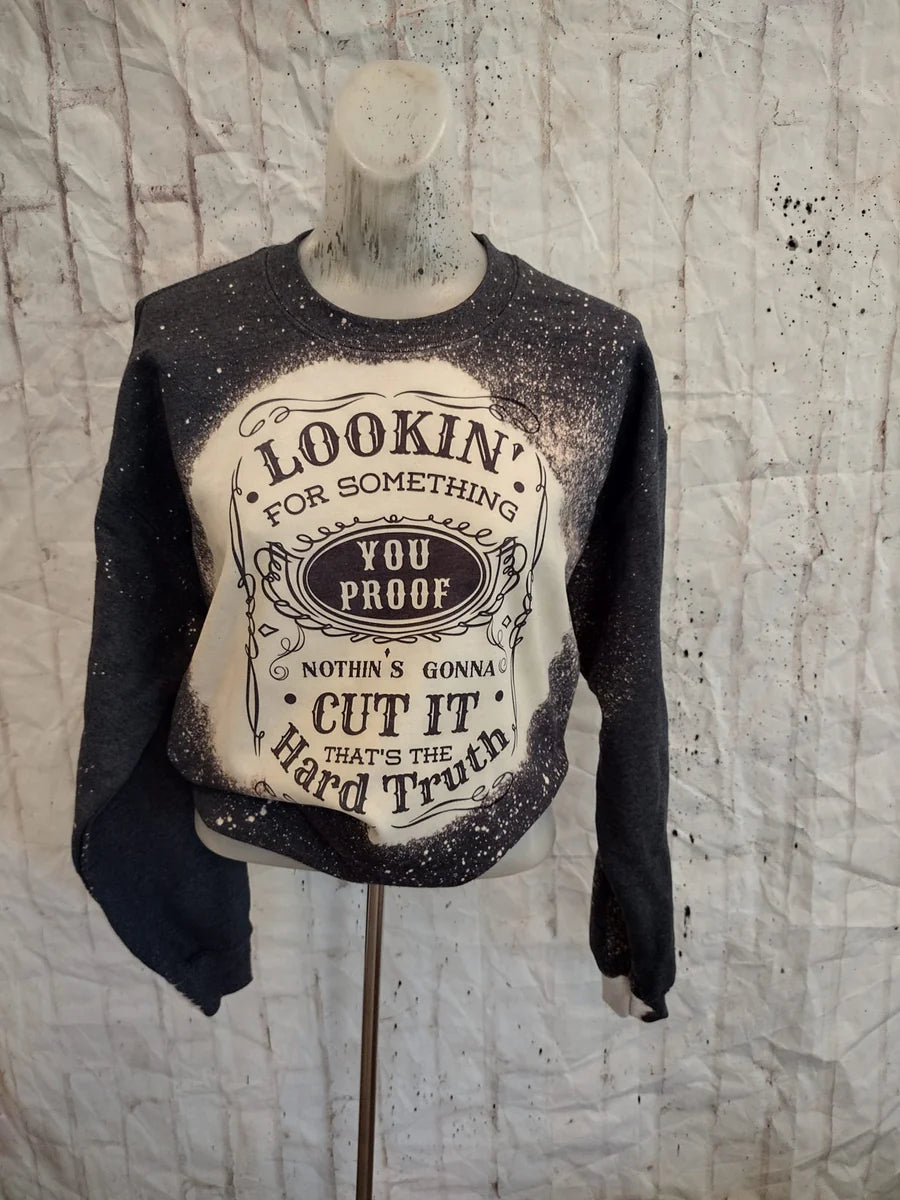 LOOKIN'
FOR SOMETHING
YOU
PROOF
NOTHIN'S GONNA
CUT IT
THAT'S THE
Hard Truth